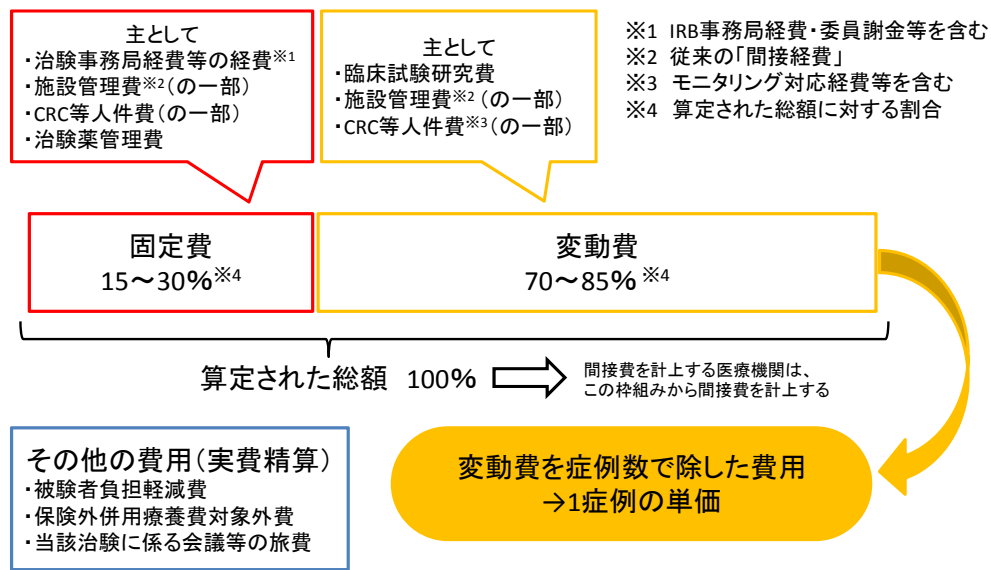 主として
・治験事務局経費等の経費※1
・施設管理費※2(の一部)
・CRC等人件費(の一部)
・治験薬管理費
主として
・臨床試験研究費
・施設管理費※2(の一部)
・CRC等人件費※3(の一部)
※1 IRB事務局経費・委員謝金等を含む
※2 従来の「間接経費」
※3 モニタリング対応経費等を含む
※4 算定された総額に対する割合
固定費
15～30%※4
変動費
70～85% ※4
算定された総額 100%
間接費を計上する医療機関は、
この枠組みから間接費を計上する
その他の費用(実費精算)
・被験者負担軽減費
・保険外併用療養費対象外費
・当該治験に係る会議等の旅費
変動費を症例数で除した費用
→1症例の単価